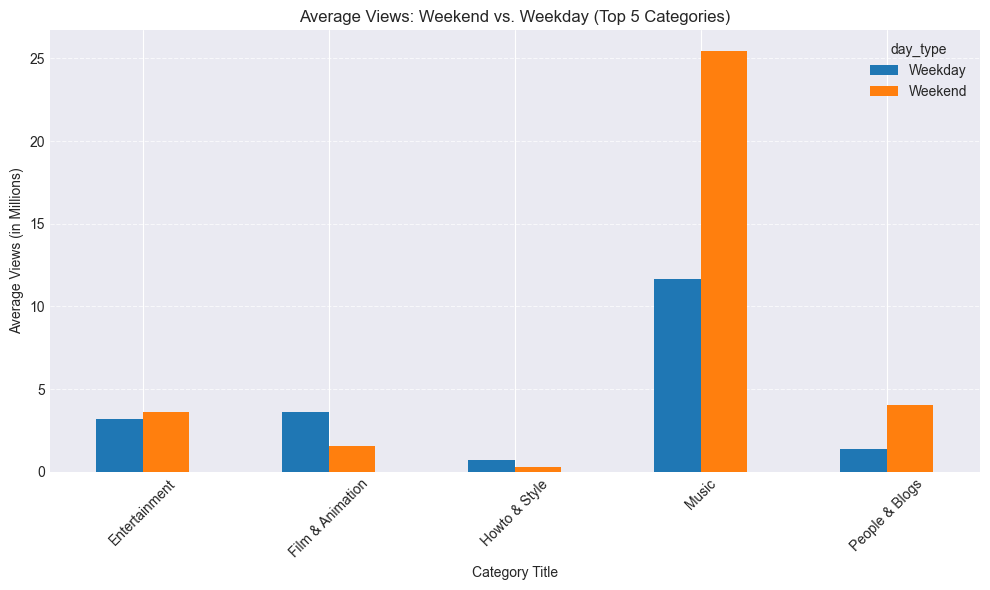 Average Views: Weekend vs. Weekday (Top 5 Categories)
day_type
Weekday
Weekend
Average Views (in Millions)
25
20
15
10
5
0
Entertainment
Film & Animation
Howto & Style
Music
People & Blogs
Category Title